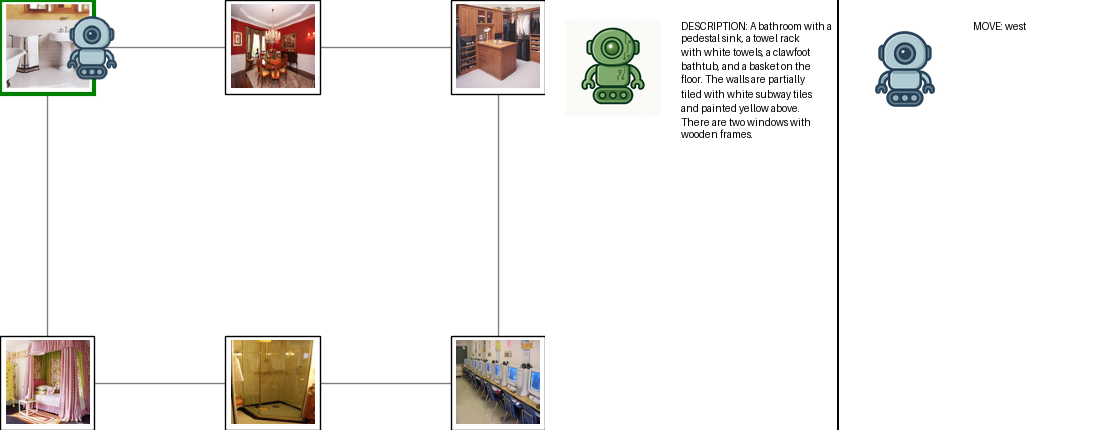 DESCRIPTION: A bathroom with a
pedestal sink, a towel rack
with white towels, a clawfoot
bathtub, and a basket on the
floor. The walls are partially
tiled with white subway tiles
and painted yellow above.
There are two windows with
wooden frames.
MOVE: west